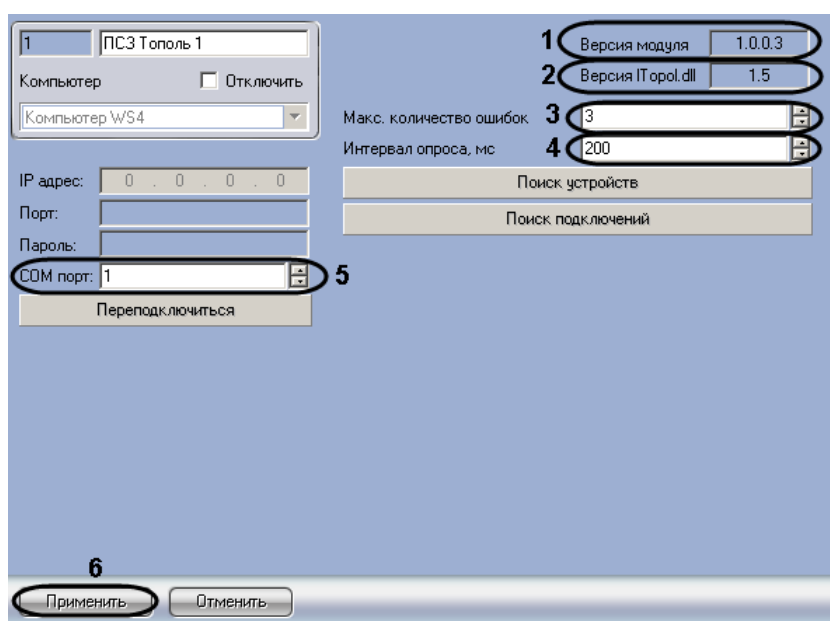 1 ПСЗ Тополь 1
Компьютер Отключить
Компьютер WS4
IP адрес: 0 . 0 . 0 . 0
Порт:
Пароль:
COM порт: 1 5
Переподключиться
1 Версия модуля 1.0.0.3
2 Версия ITopol.dll 1.5
Макс. количество ошибок 3 3
Интервал опроса, мс 4 200
Поиск устройств
Поиск подключений
6
Применить Отменить